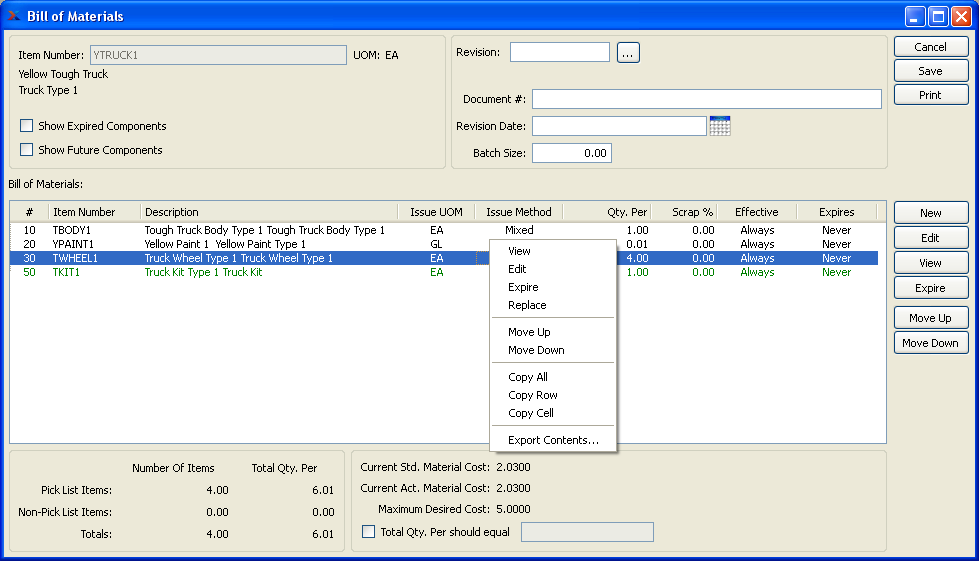 Bill of Materials
Item Number: YTRUCK1 UOM: EA
Yellow Tough Truck
Truck Type 1
Show Expired Components
Show Future Components
Revision: ...
Document #:
Revision Date:
Batch Size: 0.00
Cancel
Save
Print
Bill of Materials:
# Item Number Description Issue UOM Issue Method Qty. Per Scrap % Effective Expires
10 TBODY1 Tough Truck Body Type 1 Tough Truck Body Type 1 EA Mixed 1.00 0.00 Always Never
20 YPAINT1 Yellow Paint 1 Yellow Paint Type 1 GL 0.01 0.00 Always Never
30 TWHEEL1 Truck Wheel Type 1 Truck Wheel Type 1 EA 4.00 0.00 Always Never
50 TKIT1 Truck Kit Type 1 Truck Kit EA 1.00 0.00 Always Never
View
Edit
Expire
Replace
Move Up
Move Down
Copy All
Copy Row
Copy Cell
Export Contents...
New
Edit
View
Expire
Move Up
Move Down
Number Of Items Total Qty. Per
Pick List Items: 4.00 6.01
Non-Pick List Items: 0.00 0.00
Totals: 4.00 6.01
Current Std. Material Cost: 2.0300
Current Act. Material Cost: 2.0300
Maximum Desired Cost: 5.0000
Total Qty. Per should equal